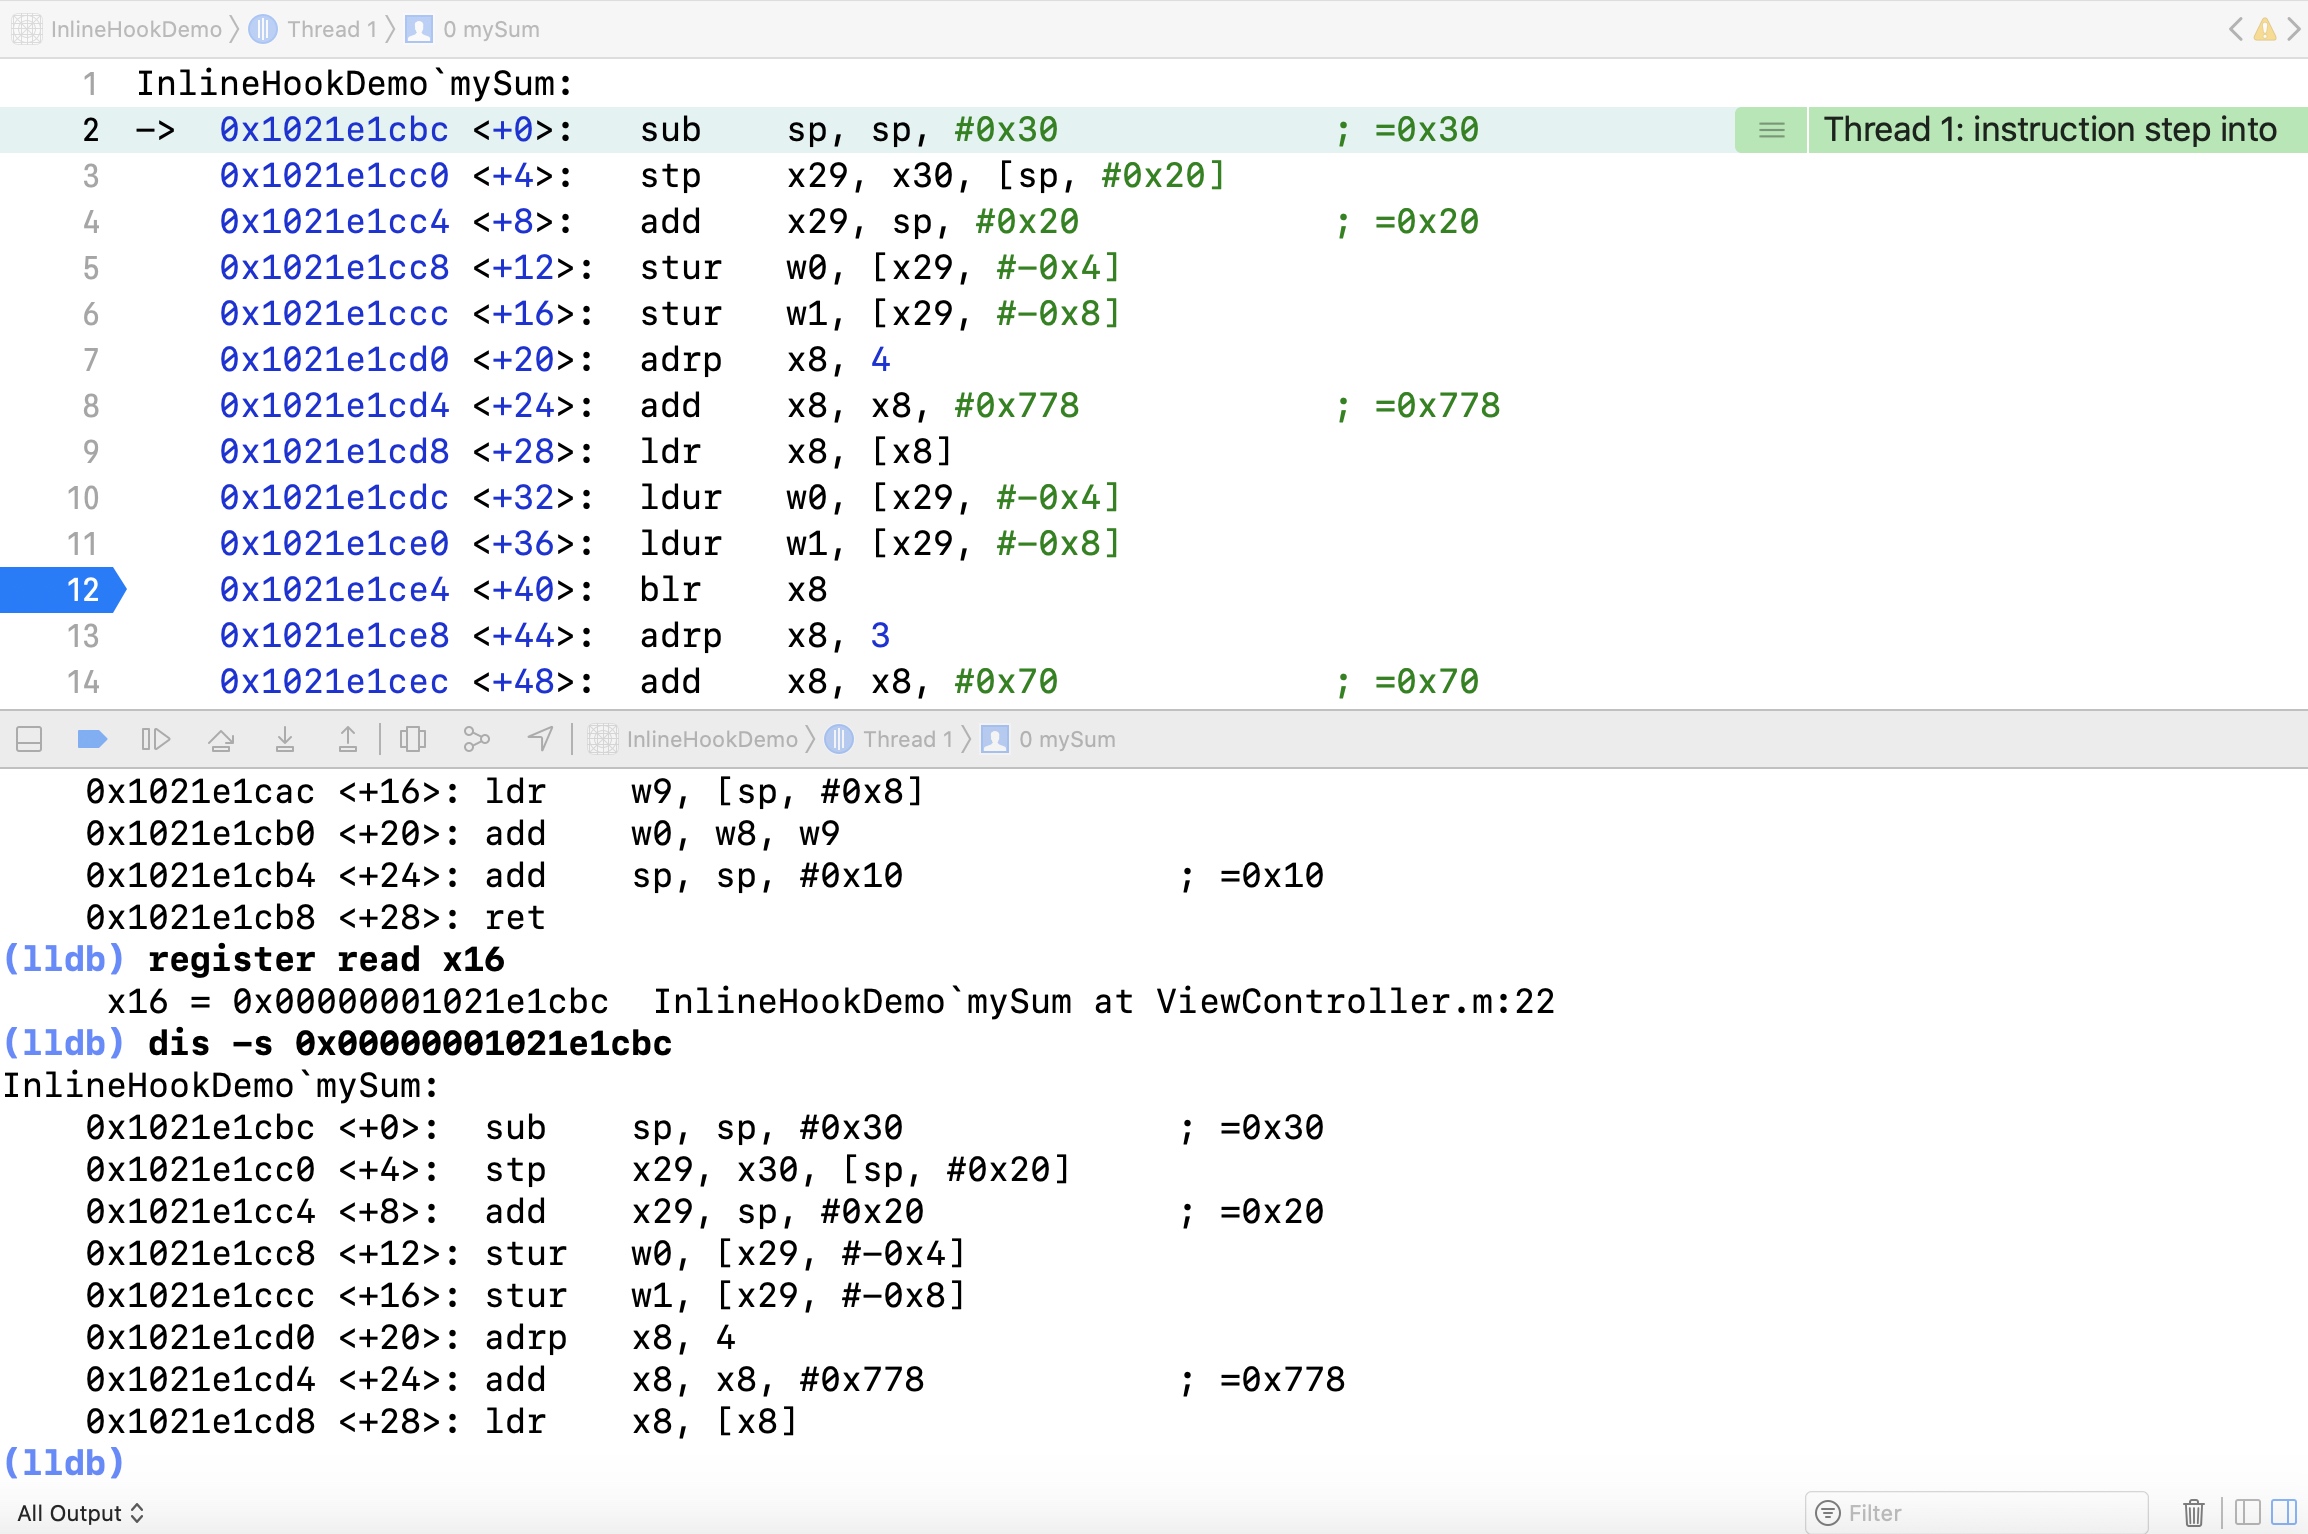 InlineHookDemo 〉 Thread 1 〉 0 mySum
1 InlineHookDemo`mySum:
2 -> 0x1021e1cbc <+0>: sub sp, sp, #0x30 ; =0x30 Thread 1: instruction step into
3 0x1021e1cc0 <+4>: stp x29, x30, [sp, #0x20]
4 0x1021e1cc4 <+8>: add x29, sp, #0x20 ; =0x20
5 0x1021e1cc8 <+12>: stur w0, [x29, #-0x4]
6 0x1021e1ccc <+16>: stur w1, [x29, #-0x8]
7 0x1021e1cd0 <+20>: adrp x8, 4
8 0x1021e1cd4 <+24>: add x8, x8, #0x778 ; =0x778
9 0x1021e1cd8 <+28>: ldr x8, [x8]
10 0x1021e1cdc <+32>: ldur w0, [x29, #-0x4]
11 0x1021e1ce0 <+36>: ldur w1, [x29, #-0x8]
12 0x1021e1ce4 <+40>: blr x8
13 0x1021e1ce8 <+44>: adrp x8, 3
14 0x1021e1cec <+48>: add x8, x8, #0x70 ; =0x70
InlineHookDemo 〉 Thread 1 〉 0 mySum
0x1021e1cac <+16>: ldr w9, [sp, #0x8]
0x1021e1cb0 <+20>: add w0, w8, w9
0x1021e1cb4 <+24>: add sp, sp, #0x10 ; =0x10
0x1021e1cb8 <+28>: ret
(lldb) register read x16
x16 = 0x00000001021e1cbc InlineHookDemo`mySum at ViewController.m:22
(lldb) dis -s 0x00000001021e1cbc
InlineHookDemo`mySum:
0x1021e1cbc <+0>: sub sp, sp, #0x30 ; =0x30
0x1021e1cc0 <+4>: stp x29, x30, [sp, #0x20]
0x1021e1cc4 <+8>: add x29, sp, #0x20 ; =0x20
0x1021e1cc8 <+12>: stur w0, [x29, #-0x4]
0x1021e1ccc <+16>: stur w1, [x29, #-0x8]
0x1021e1cd0 <+20>: adrp x8, 4
0x1021e1cd4 <+24>: add x8, x8, #0x778 ; =0x778
0x1021e1cd8 <+28>: ldr x8, [x8]
(lldb)
All Output Filter